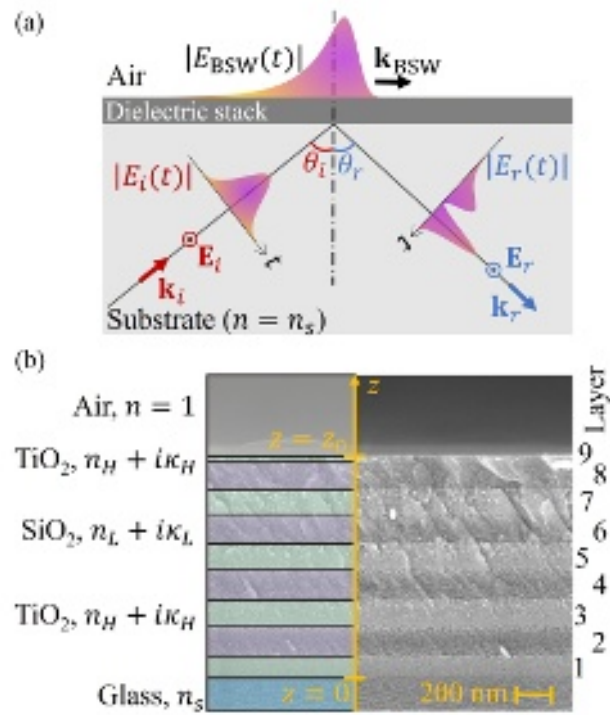 (a)
|E_BSW(t)|
k_BSW
Air
Dielectric stack
|E_i(t)|
θ_i
θ_r
|E_r(t)|
t
t
E_i
E_r
k_i
k_r
Substrate (n = n_s)
(b)
Air, n = 1
z
Layer
z = z_0
TiO₂, n_H + iκ_H
9
8
7
SiO₂, n_L + iκ_L
6
5
4
TiO₂, n_H + iκ_H
3
2
1
Glass, n_s
z=0
200 nm